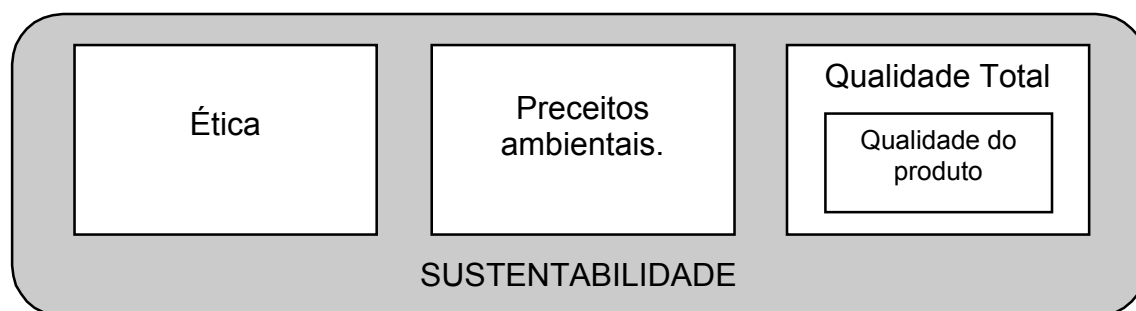 Ética
Preceitos
ambientais.
Qualidade Total
Qualidade do
produto
SUSTENTABILIDADE